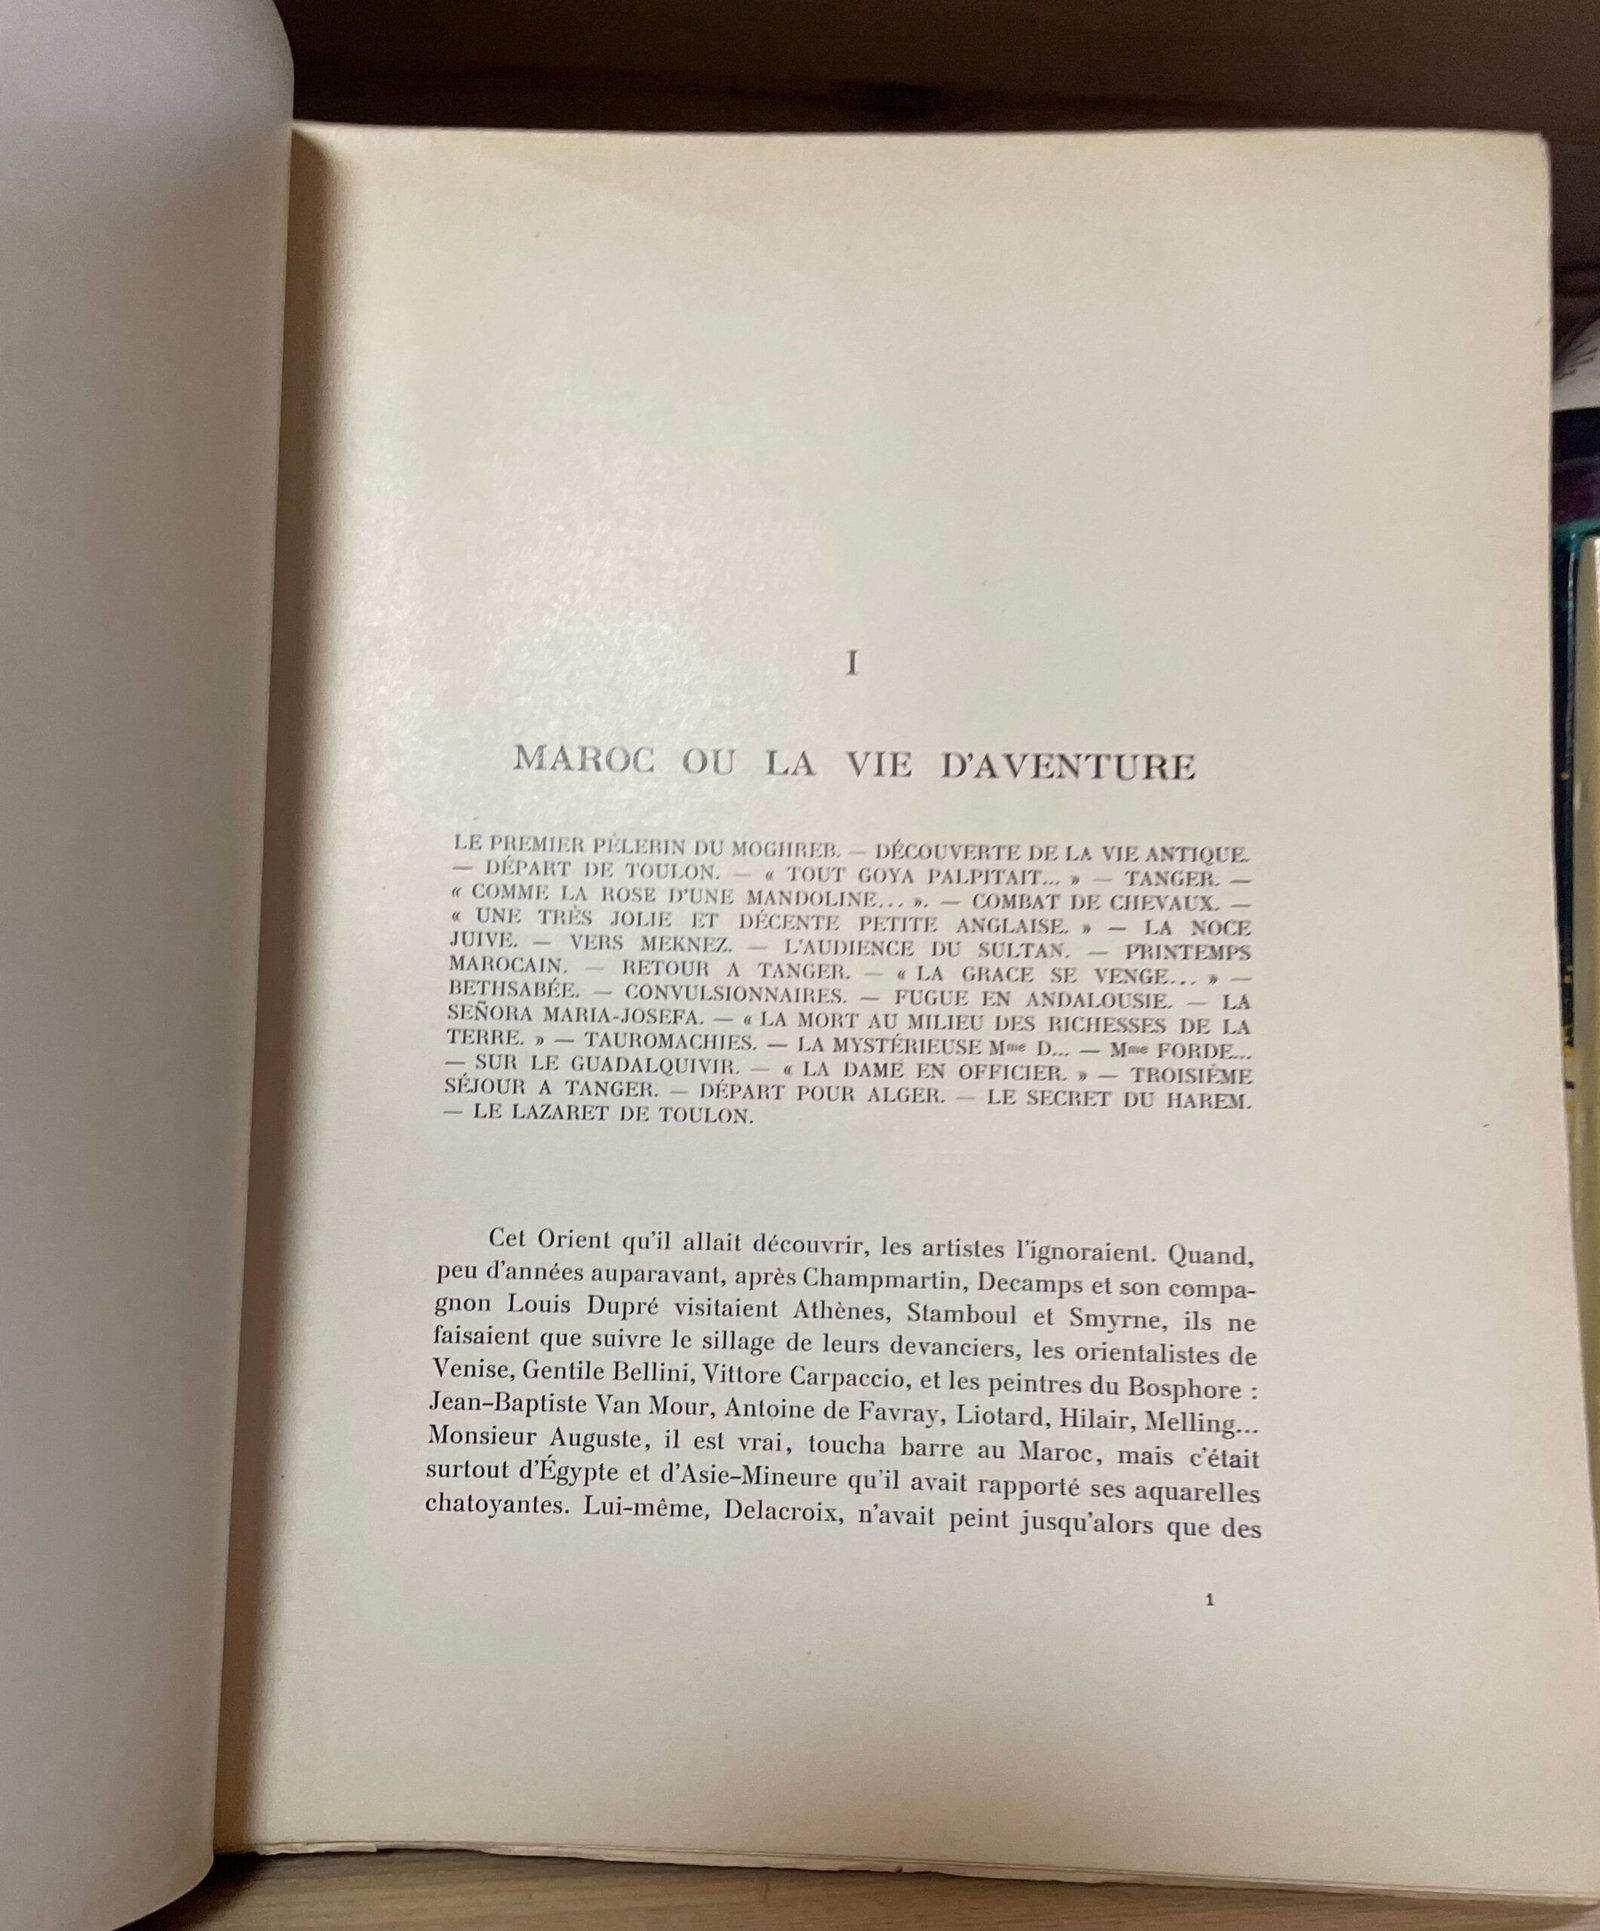 I
MAROC OU LA VIE D'AVENTURE
LE PREMIER PÈLERIN DU MOGHREB. — DÉCOUVERTE DE LA VIE ANTIQUE.
— DÉPART DE TOULON. — « TOUT GOYA PALPITAIT... » — TANGER. —
« COMME LA ROSE D'UNE MANDOLINE... ». — COMBAT DE CHEVAUX. —
« UNE TRÈS JOLIE ET DÉCENTE PETITE ANGLAISE. » — LA NOCE
JUIVE. — VERS MEKNEZ. — L'AUDIENCE DU SULTAN. — PRINTEMPS
MAROCAIN. — RETOUR A TANGER. — « LA GRACE SE VENGE... » —
BETHSABÉE. — CONVULSIONNAIRES. — FUGUE EN ANDALOUSIE. — LA
SEÑORA MARIA-JOSEFA. — « LA MORT AU MILIEU DES RICHESSES DE LA
TERRE. » — TAUROMACHIES. — LA MYSTÉRIEUSE Mme D... — Mme FORDE...
— SUR LE GUADALQUIVIR. — « LA DAME EN OFFICIER. » — TROISIÈME
SÉJOUR A TANGER. — DÉPART POUR ALGER. — LE SECRET DU HAREM.
— LE LAZARET DE TOULON.
Cet Orient qu'il allait découvrir, les artistes l'ignoraient. Quand,
peu d'années auparavant, après Champmartin, Decamps et son compa-
gnon Louis Dupré visitaient Athènes, Stamboul et Smyrne, ils ne
faisaient que suivre le sillage de leurs devanciers, les orientalistes de
Venise, Gentile Bellini, Vittore Carpaccio, et les peintres du Bosphore :
Jean-Baptiste Van Mour, Antoine de Favray, Liotard, Hilair, Melling...
Monsieur Auguste, il est vrai, toucha barre au Maroc, mais c'était
surtout d'Égypte et d'Asie-Mineure qu'il avait rapporté ses aquarelles
chatoyantes. Lui-même, Delacroix, n'avait peint jusqu'alors que des
1